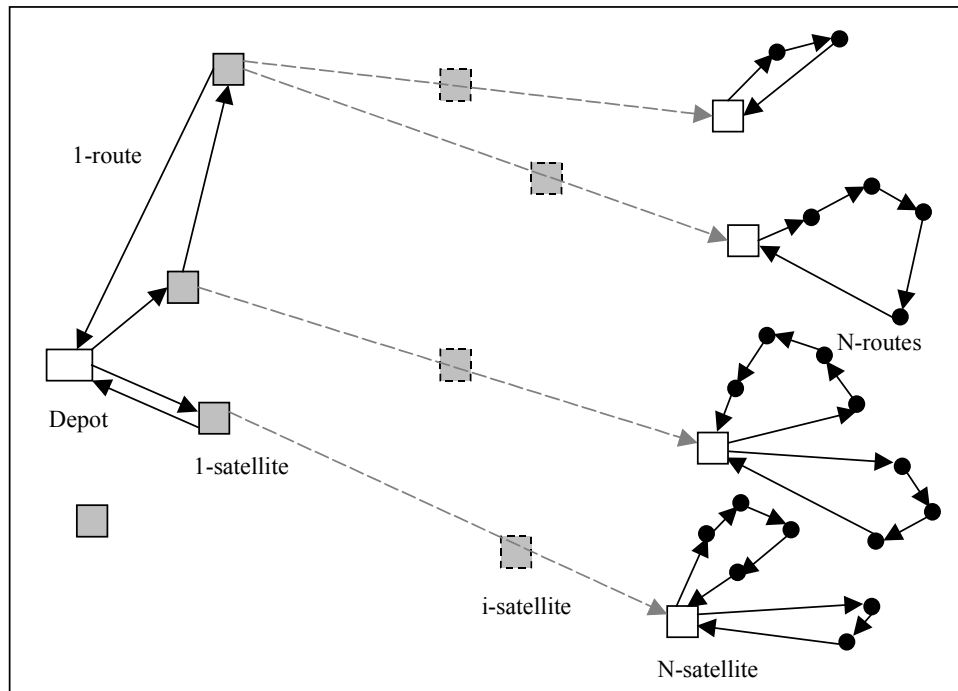 1-route
N-routes
Depot
1-satellite
i-satellite
N-satellite